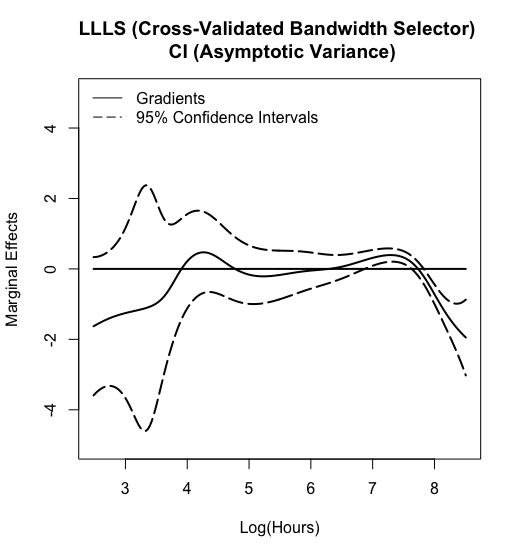 LLLS (Cross-Validated Bandwidth Selector)
CI (Asymptotic Variance)
Gradients
95% Confidence Intervals
4
2
0
-2
-4
Marginal Effects
3 4 5 6 7 8
Log(Hours)